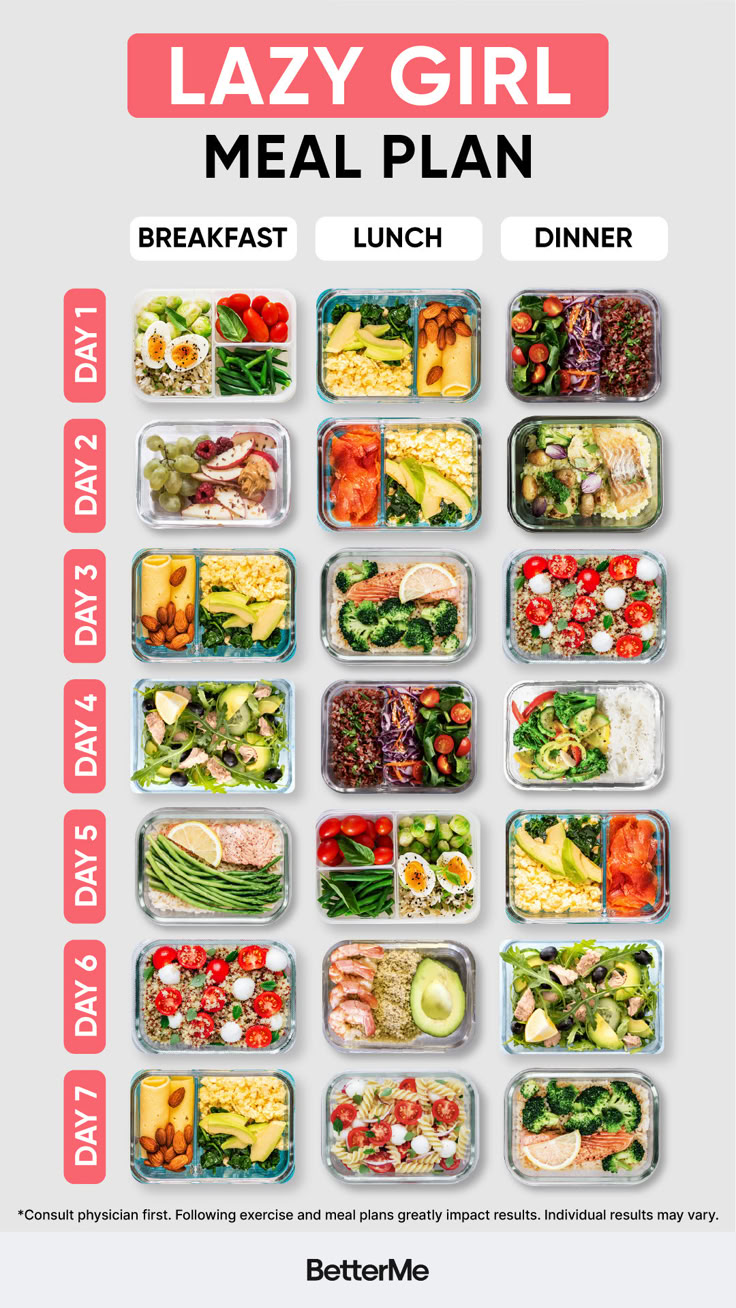 LAZY GIRL
MEAL PLAN
BREAKFAST
LUNCH
DINNER
DAY 1
DAY 2
DAY 3
DAY 4
DAY 5
DAY 6
DAY 7
*Consult physician first. Following exercise and meal plans greatly impact results. Individual results may vary.
BetterMe